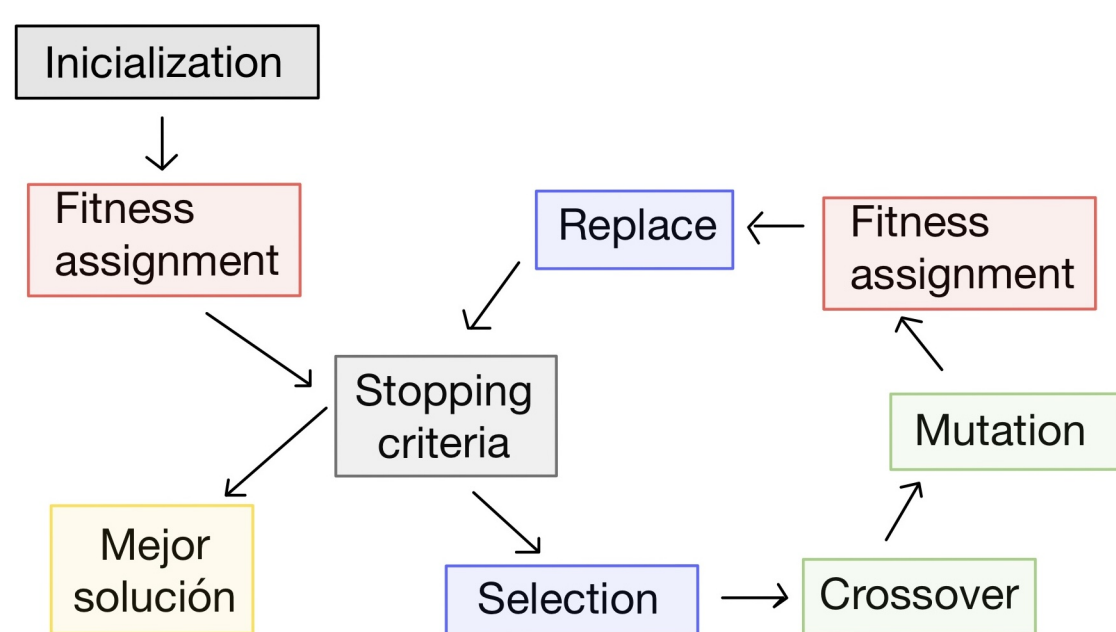 Inicialization
Fitness
assignment
Replace
Fitness
assignment
Stopping
criteria
Mutation
Mejor
solución
Selection
Crossover